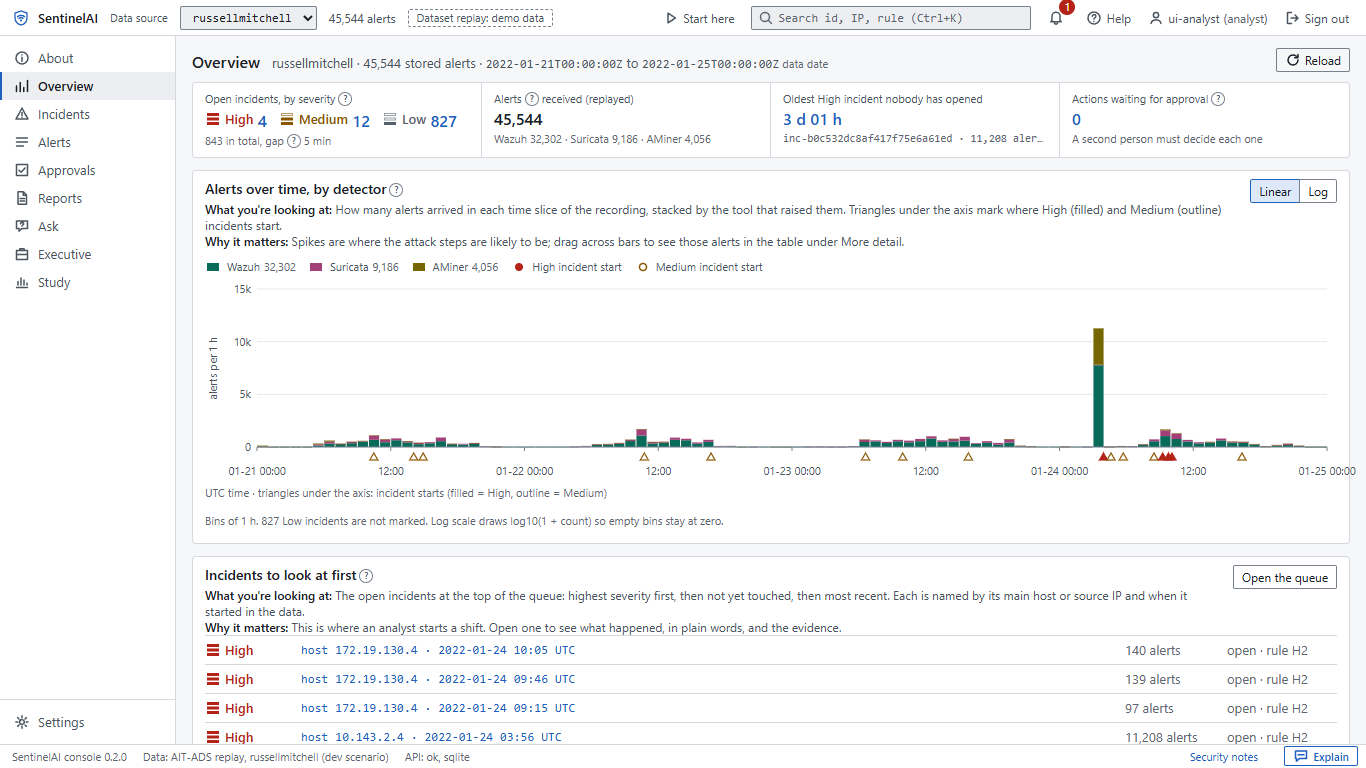 SentinelAI
Data source
russellmitchell
45,544 alerts
Dataset replay: demo data
Start here
Search id, IP, rule (Ctrl+K)
1
Help
ui-analyst (analyst)
Sign out
About
Overview
Incidents
Alerts
Approvals
Reports
Ask
Executive
Study
Settings
Overview
russellmitchell · 45,544 stored alerts · 2022-01-21T00:00:00Z to 2022-01-25T00:00:00Z data date
Reload
Open incidents, by severity ?
High 4 Medium 12 Low 827
843 in total, gap ? 5 min
Alerts ? received (replayed)
45,544
Wazuh 32,302 · Suricata 9,186 · AMiner 4,056
Oldest High incident nobody has opened
3 d 01 h
inc-b0c532dc8af417f75e6a61ed · 11,208 aler…
Actions waiting for approval ?
0
A second person must decide each one
Alerts over time, by detector ?
Linear Log
What you're looking at: How many alerts arrived in each time slice of the recording, stacked by the tool that raised them. Triangles under the axis mark where High (filled) and Medium (outline)
incidents start.
Why it matters: Spikes are where the attack steps are likely to be; drag across bars to see those alerts in the table under More detail.
Wazuh 32,302 Suricata 9,186 AMiner 4,056 High incident start Medium incident start
15k
10k
5k
0
alerts per 1 h
01-21 00:00 12:00 01-22 00:00 12:00 01-23 00:00 12:00 01-24 00:00 12:00 01-25 00:00
UTC time · triangles under the axis: incident starts (filled = High, outline = Medium)
Bins of 1 h. 827 Low incidents are not marked. Log scale draws log10(1 + count) so empty bins stay at zero.
Incidents to look at first ?
Open the queue
What you're looking at: The open incidents at the top of the queue: highest severity first, then not yet touched, then most recent. Each is named by its main host or source IP and when it
started in the data.
Why it matters: This is where an analyst starts a shift. Open one to see what happened, in plain words, and the evidence.
High host 172.19.130.4 · 2022-01-24 10:05 UTC 140 alerts open · rule H2
High host 172.19.130.4 · 2022-01-24 09:46 UTC 139 alerts open · rule H2
High host 172.19.130.4 · 2022-01-24 09:15 UTC 97 alerts open · rule H2
High host 10.143.2.4 · 2022-01-24 03:56 UTC 11,208 alerts open · rule H2
SentinelAI console 0.2.0
Data: AIT-ADS replay, russellmitchell (dev scenario)
API: ok, sqlite
Security notes
Explain